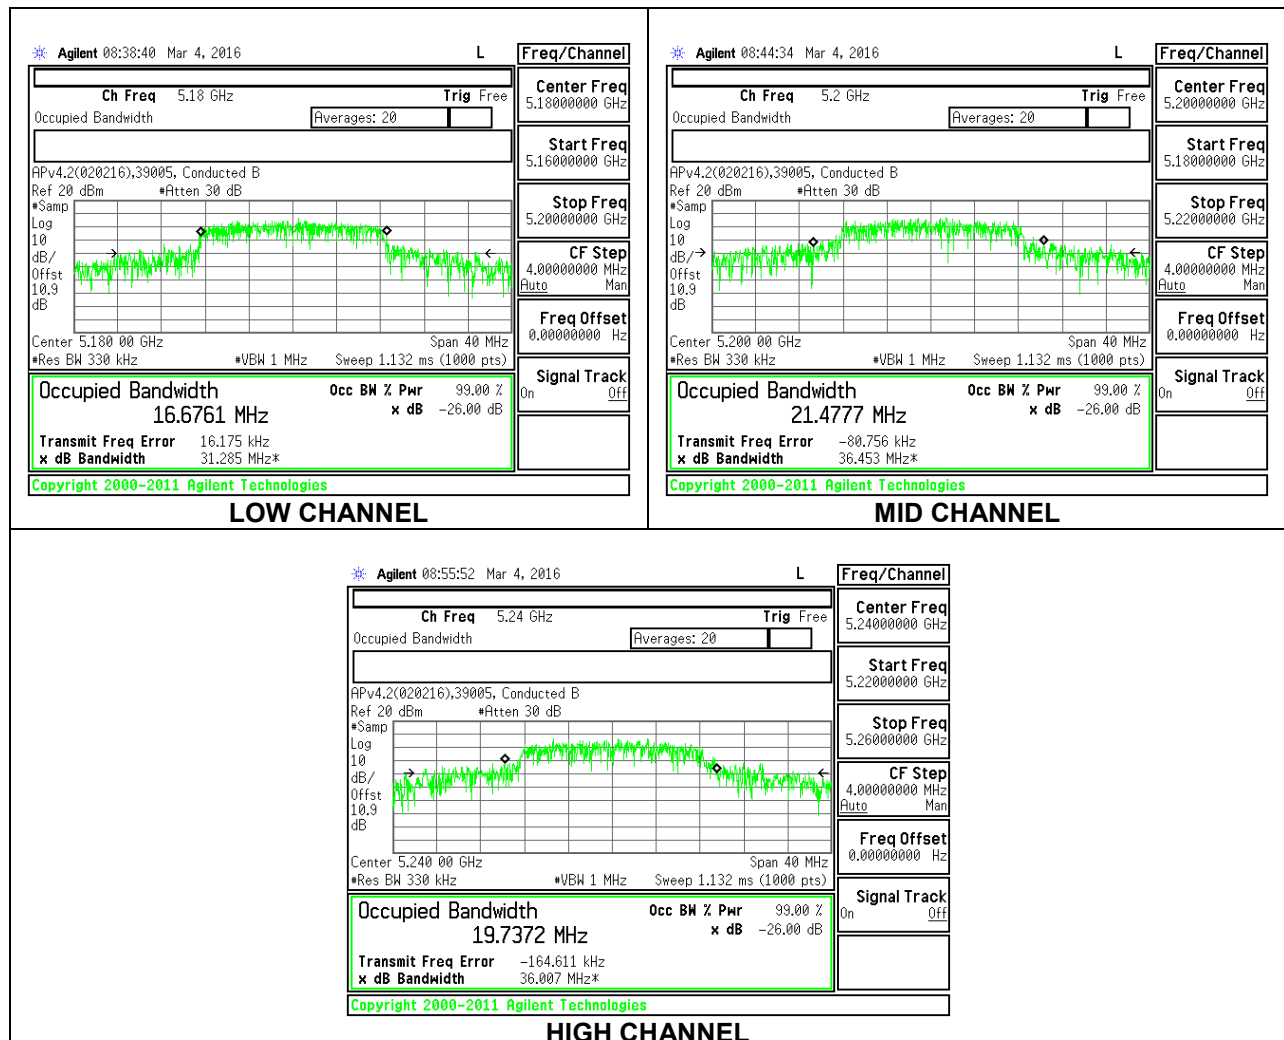 Agilent 08:38:40 Mar 4, 2016 L
Freq/Channel
Ch Freq 5.18 GHz Trig Free
Occupied Bandwidth Averages: 20
APv4.2(020216),39005, Conducted B
Ref 20 dBm #Atten 30 dB
#Samp
Log
10
dB/
Offst
10.9
dB
Center 5.180 00 GHz Span 40 MHz
#Res BW 330 kHz #VBW 1 MHz Sweep 1.132 ms (1000 pts)
Occupied Bandwidth Occ BW % Pwr 99.00 %
16.6761 MHz x dB -26.00 dB
Transmit Freq Error 16.175 kHz
x dB Bandwidth 31.285 MHz*
Copyright 2000-2011 Agilent Technologies
Center Freq
5.18000000 GHz
Start Freq
5.16000000 GHz
Stop Freq
5.20000000 GHz
CF Step
4.00000000 MHz
Auto Man
Freq Offset
0.00000000 Hz
Signal Track
On Off
LOW CHANNEL
Agilent 08:44:34 Mar 4, 2016 L
Freq/Channel
Ch Freq 5.2 GHz Trig Free
Occupied Bandwidth Averages: 20
APv4.2(020216),39005, Conducted B
Ref 20 dBm #Atten 30 dB
#Samp
Log
10
dB/
Offst
10.9
dB
Center 5.200 00 GHz Span 40 MHz
#Res BW 330 kHz #VBW 1 MHz Sweep 1.132 ms (1000 pts)
Occupied Bandwidth Occ BW % Pwr 99.00 %
21.4777 MHz x dB -26.00 dB
Transmit Freq Error -80.756 kHz
x dB Bandwidth 36.453 MHz*
Copyright 2000-2011 Agilent Technologies
Center Freq
5.20000000 GHz
Start Freq
5.18000000 GHz
Stop Freq
5.22000000 GHz
CF Step
4.00000000 MHz
Auto Man
Freq Offset
0.00000000 Hz
Signal Track
On Off
MID CHANNEL
Agilent 08:55:52 Mar 4, 2016 L
Freq/Channel
Ch Freq 5.24 GHz Trig Free
Occupied Bandwidth Averages: 20
APv4.2(020216),39005, Conducted B
Ref 20 dBm #Atten 30 dB
#Samp
Log
10
dB/
Offst
10.9
dB
Center 5.240 00 GHz Span 40 MHz
#Res BW 330 kHz #VBW 1 MHz Sweep 1.132 ms (1000 pts)
Occupied Bandwidth Occ BW % Pwr 99.00 %
19.7372 MHz x dB -26.00 dB
Transmit Freq Error -164.611 kHz
x dB Bandwidth 36.007 MHz*
Copyright 2000-2011 Agilent Technologies
Center Freq
5.24000000 GHz
Start Freq
5.22000000 GHz
Stop Freq
5.26000000 GHz
CF Step
4.00000000 MHz
Auto Man
Freq Offset
0.00000000 Hz
Signal Track
On Off
HIGH CHANNEL